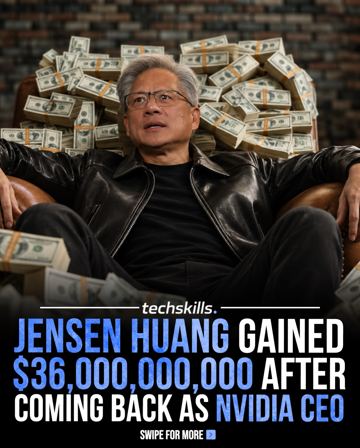 techskills.
JENSEN HUANG GAINED
$36,000,000,000 AFTER
COMING BACK AS NVIDIA CEO
SWIPE FOR MORE